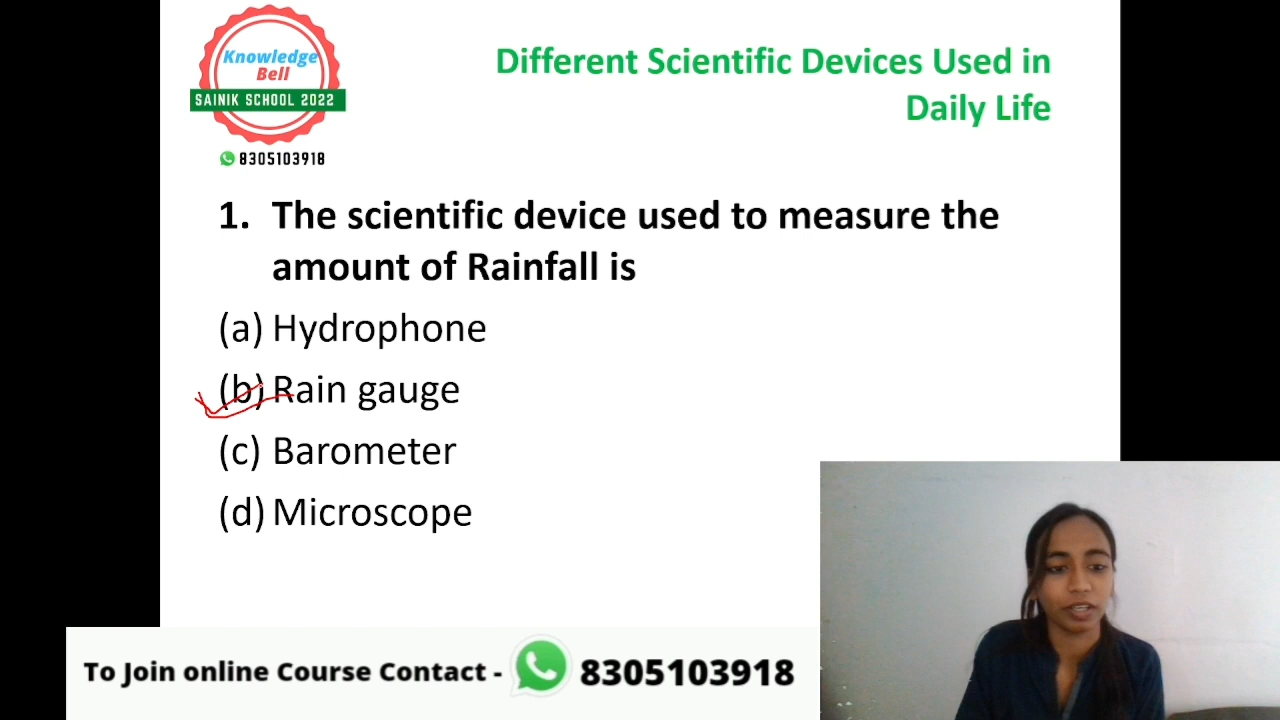 Knowledge
Bell
SAINIK SCHOOL 2022
8305103918
Different Scientific Devices Used in
Daily Life
1. The scientific device used to measure the
amount of Rainfall is
(a) Hydrophone
(b) Rain gauge
(c) Barometer
(d) Microscope
To Join online Course Contact - 8305103918